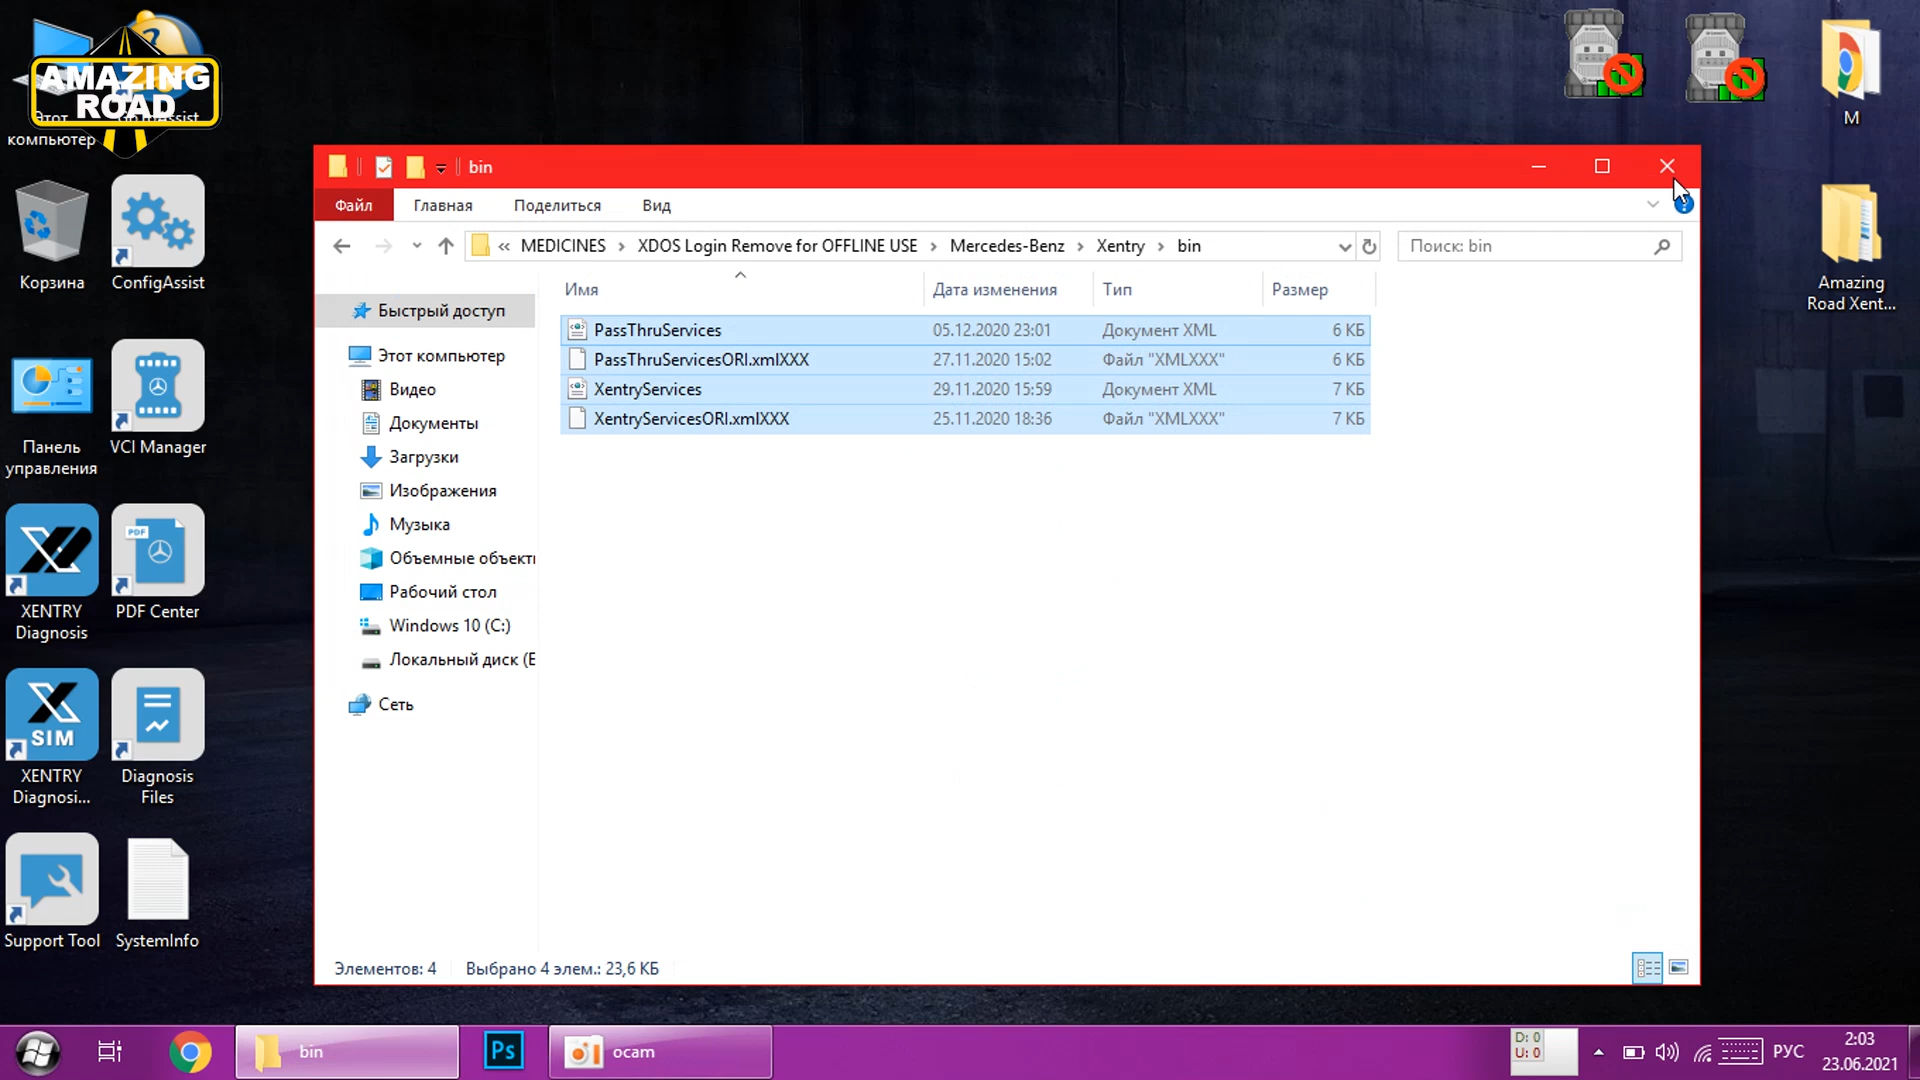 AMAZING
ROAD
Этот
компьютер
Корзина
ConfigAssist
Панель
управления
VCI Manager
XENTRY
Diagnosis
PDF
PDF Center
SIM
XENTRY
Diagnosi...
Diagnosis
Files
Support Tool
SystemInfo
M
Amazing
Road Xent...
bin
Файл
Главная
Поделиться
Вид
« MEDICINES › XDOS Login Remove for OFFLINE USE › Mercedes-Benz › Xentry › bin
Поиск: bin
Имя
Дата изменения
Тип
Размер
PassThruServices 05.12.2020 23:01 Документ XML 6 КБ
PassThruServicesORI.xmlXXX 27.11.2020 15:02 Файл "XMLXXX" 6 КБ
XentryServices 29.11.2020 15:59 Документ XML 7 КБ
XentryServicesORI.xmlXXX 25.11.2020 18:36 Файл "XMLXXX" 7 КБ
Быстрый доступ
Этот компьютер
Видео
Документы
Загрузки
Изображения
Музыка
Объемные объект
Рабочий стол
Windows 10 (C:)
Локальный диск (E
Сеть
Элементов: 4
Выбрано 4 элем.: 23,6 КБ
bin
Ps
ocam
D: 0
U: 0
РУС
2:03
23.06.2021